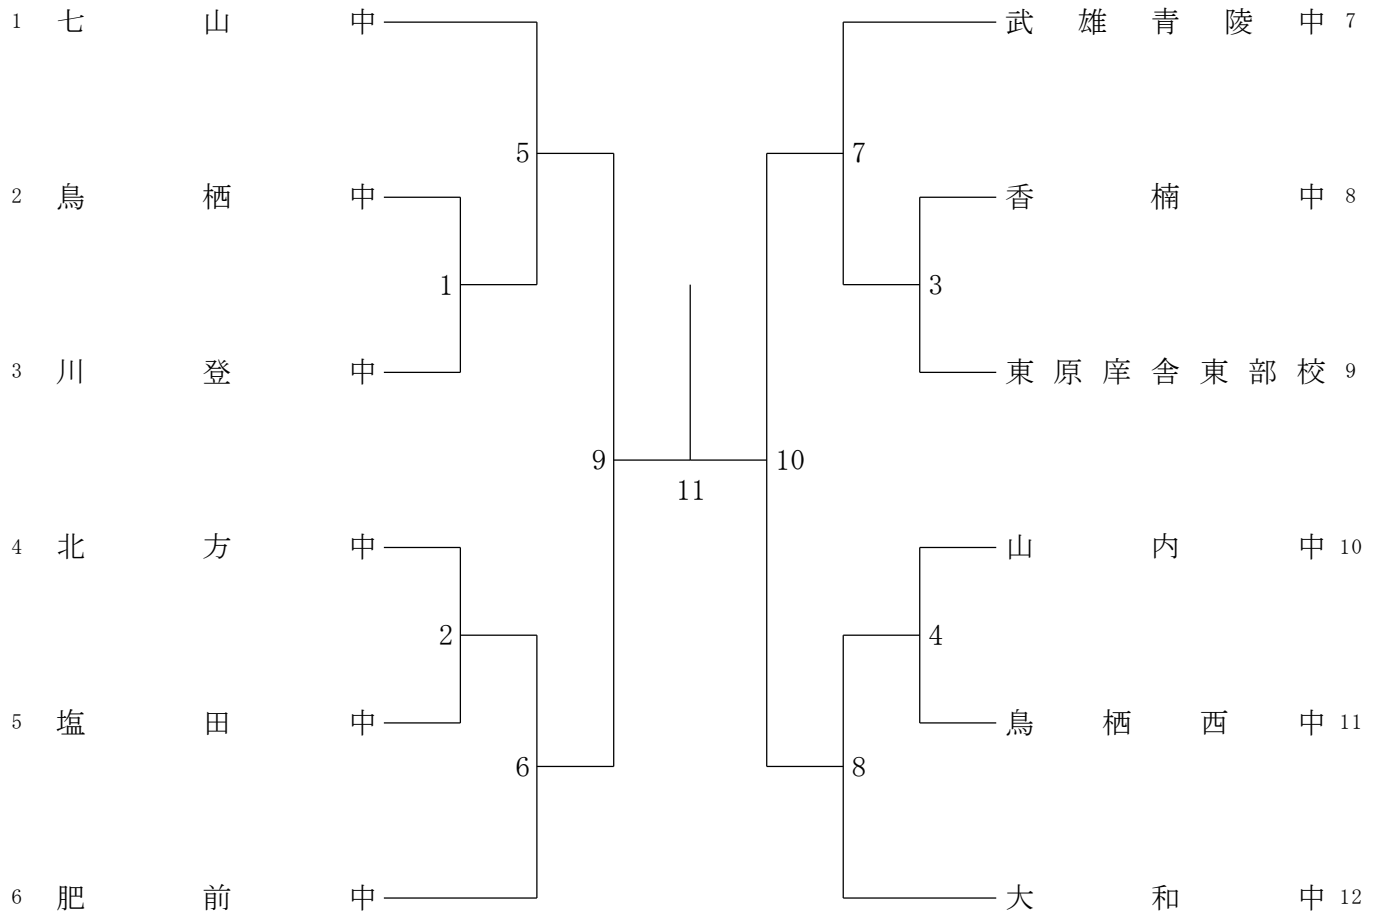 1 七山中
武雄青陵中 7
5
7
2 鳥栖中
香楠中 8
1
3
3 川登中
東原庠舎東部校 9
9
10
11
4 北方中
山内中 10
2
4
5 塩田中
鳥栖西中 11
6
8
6 肥前中
大和中 12